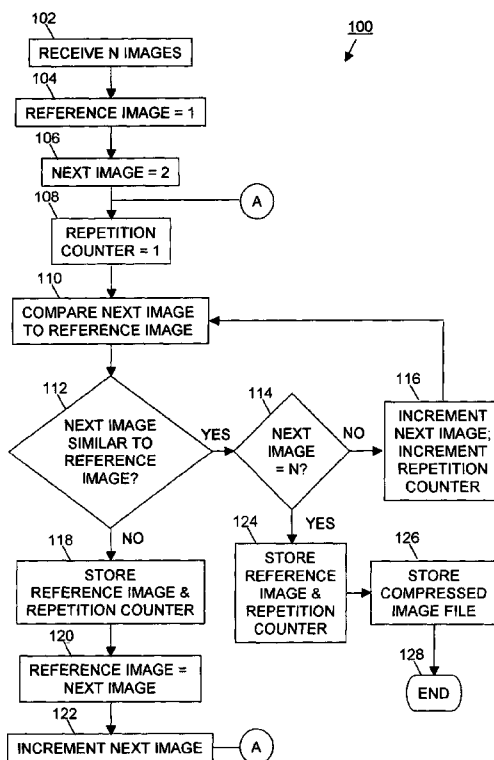 102
RECEIVE N IMAGES
100
104
REFERENCE IMAGE = 1
106
NEXT IMAGE = 2
A
108
REPETITION
COUNTER = 1
110
COMPARE NEXT IMAGE
TO REFERENCE IMAGE
112
NEXT IMAGE
SIMILAR TO
REFERENCE
IMAGE?
YES
NO
114
NEXT
IMAGE
= N?
NO
YES
116
INCREMENT
NEXT IMAGE;
INCREMENT
REPETITION
COUNTER
118
STORE
REFERENCE IMAGE &
REPETITION COUNTER
124
STORE
REFERENCE
IMAGE &
REPETITION
COUNTER
126
STORE
COMPRESSED
IMAGE FILE
120
REFERENCE IMAGE =
NEXT IMAGE
128
END
122
INCREMENT NEXT IMAGE
A